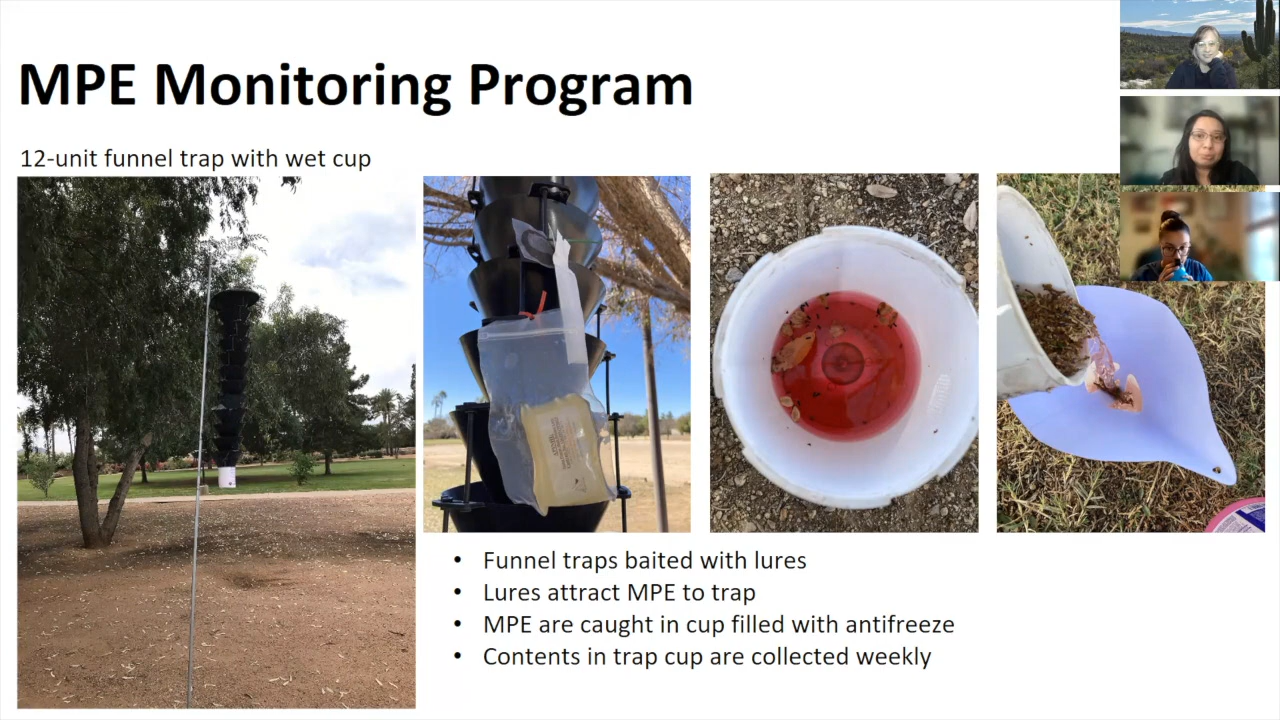 MPE Monitoring Program
12-unit funnel trap with wet cup
• Funnel traps baited with lures
• Lures attract MPE to trap
• MPE are caught in cup filled with antifreeze
• Contents in trap cup are collected weekly